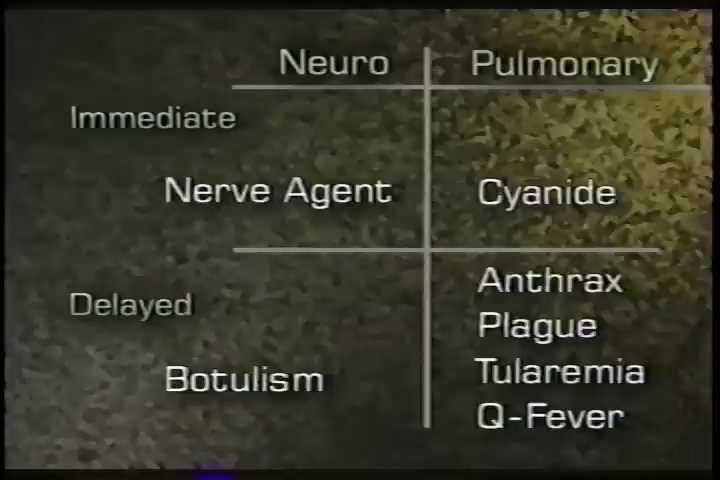 Neuro Pulmonary
Immediate
Nerve Agent Cyanide
Delayed
Anthrax
Plague
Botulism
Tularemia
Q-Fever